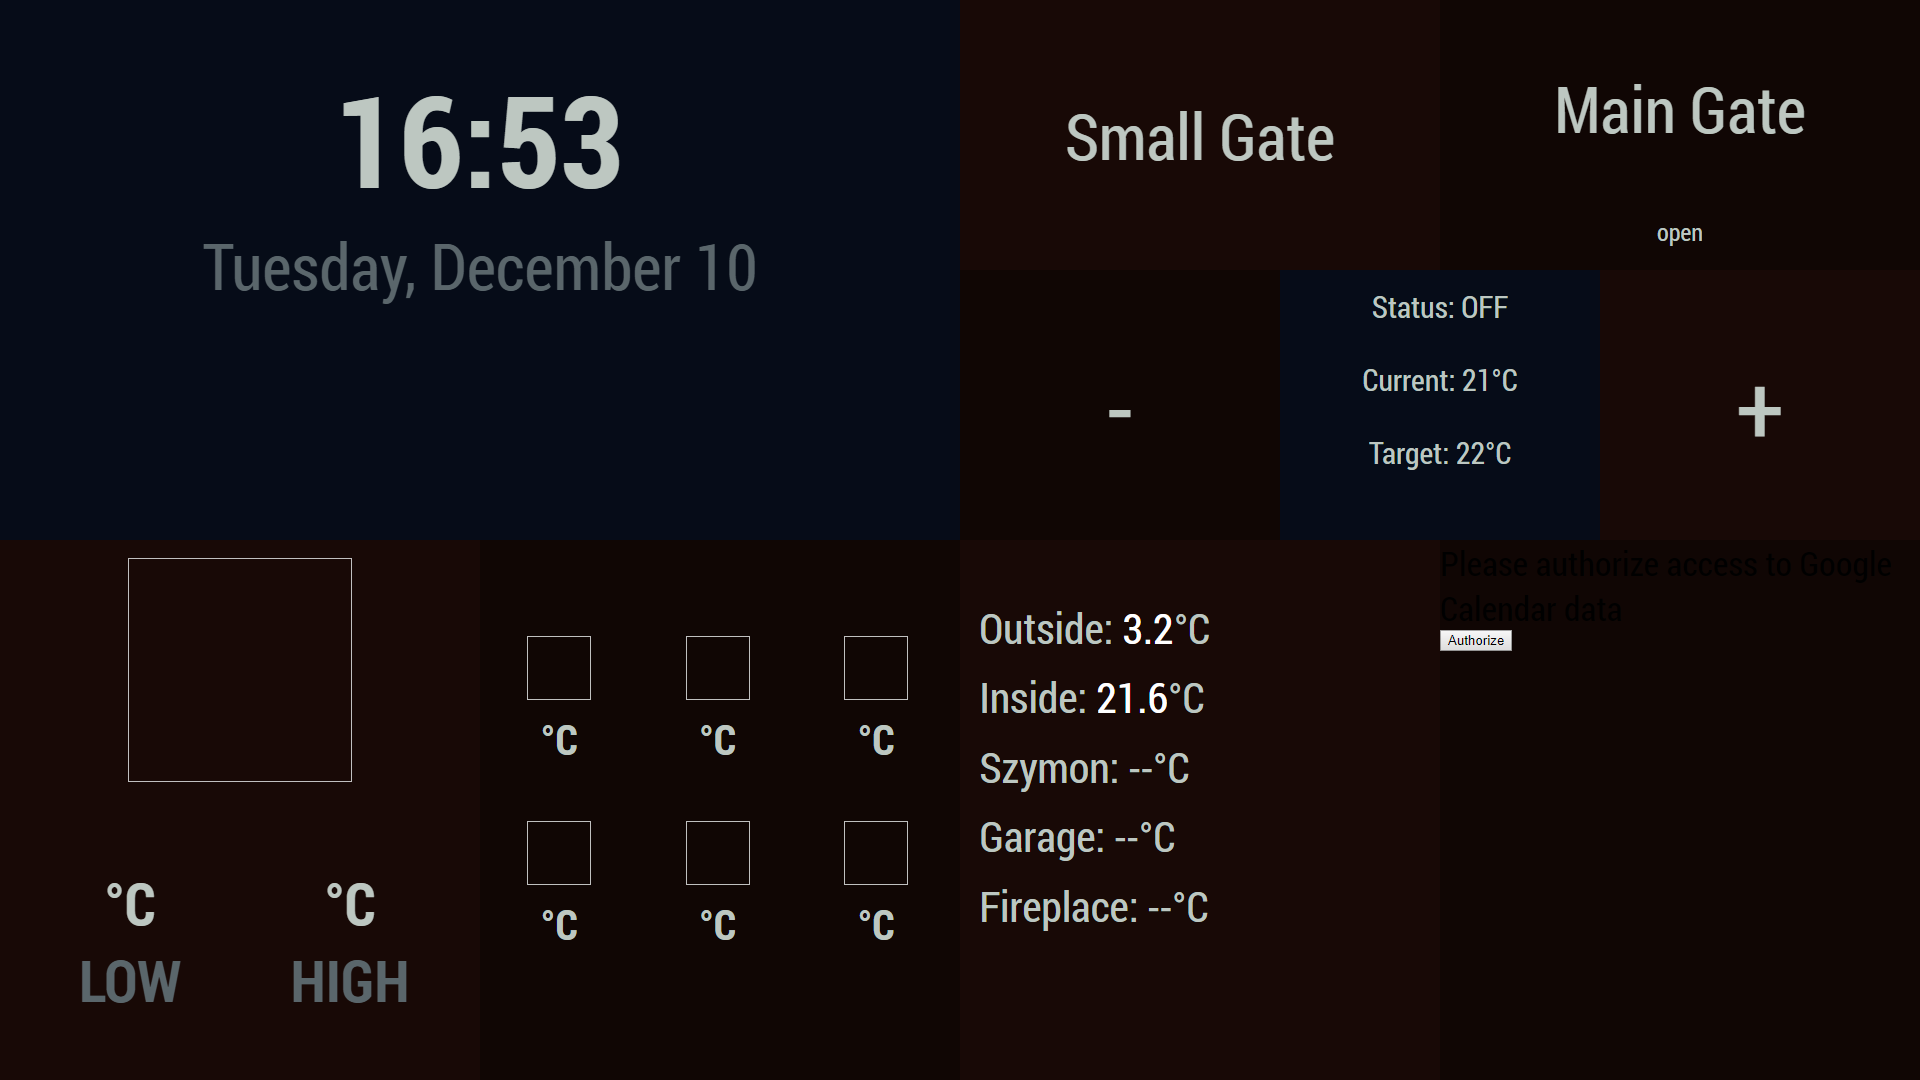 16:53
Tuesday, December 10
Small Gate
Main Gate
open
-
Status: OFF
Current: 21°C
Target: 22°C
+
°C
°C
LOW
HIGH
°C
°C
°C
°C
°C
°C
Outside: 3.2°C
Inside: 21.6°C
Szymon: --°C
Garage: --°C
Fireplace: --°C
Please authorize access to Google
Calendar data
Authorize